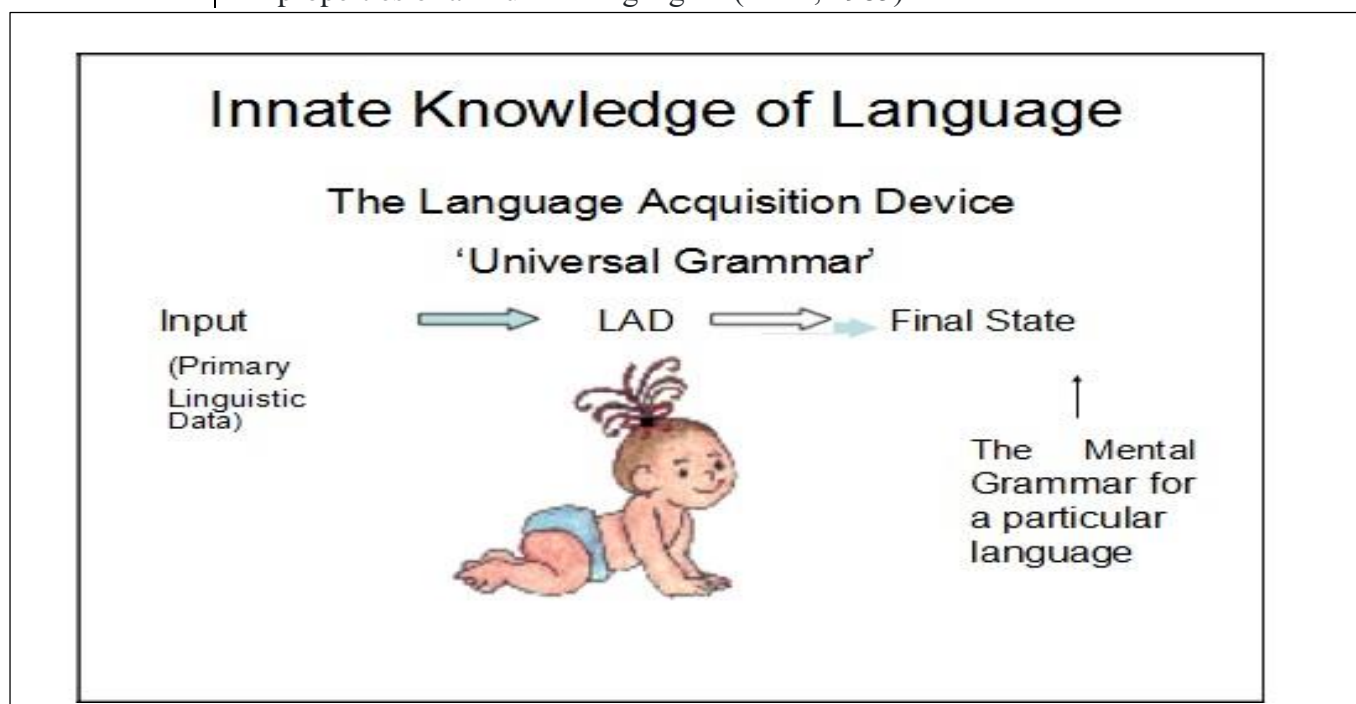 Innate Knowledge of Language
The Language Acquisition Device
‘Universal Grammar’
Input
LAD
Final State
(Primary
Linguistic
Data)
The Mental
Grammar for
a particular
language